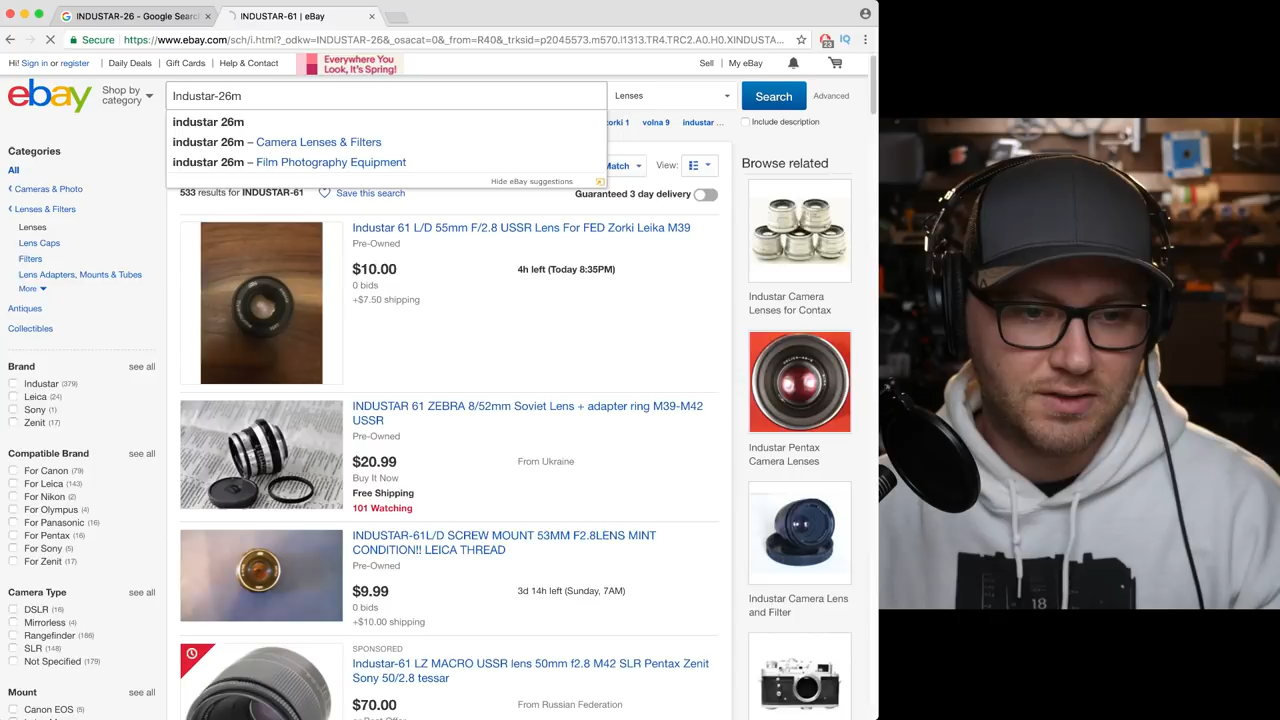 INDUSTAR-26 - Google Search
INDUSTAR-61 | eBay
Secure
https://www.ebay.com/sch/i.html?_odkw=INDUSTAR-26&_osacat=0&_from=R40&_trksid=p2045573.m570.l1313.TR4.TRC2.A0.H0.XINDUSTA...
23
IQ
Hi! Sign in or register
Daily Deals
Gift Cards
Help & Contact
Everywhere You
Look, It's Spring!
Sell
My eBay
ebay
Shop by
category
Industar-26m
Lenses
Search
Advanced
industar 26m
industar 26m – Camera Lenses & Filters
industar 26m – Film Photography Equipment
Hide eBay suggestions
zorki 1
volna 9
industar ...
Include description
Match
View:
533 results for INDUSTAR-61
Save this search
Guaranteed 3 day delivery
Categories
All
Cameras & Photo
Lenses & Filters
Lenses
Lens Caps
Filters
Lens Adapters, Mounts & Tubes
More
Antiques
Collectibles
Brand
see all
Industar (379)
Leica (24)
Sony (1)
Zenit (17)
Compatible Brand
see all
For Canon (79)
For Leica (143)
For Nikon (2)
For Olympus (4)
For Panasonic (16)
For Pentax (16)
For Sony (5)
For Zenit (17)
Camera Type
see all
DSLR (16)
Mirrorless (4)
Rangefinder (186)
SLR (148)
Not Specified (179)
Mount
see all
Canon EOS (5)
Industar 61 L/D 55mm F/2.8 USSR Lens For FED Zorki Leika M39
Pre-Owned
$10.00
4h left (Today 8:35PM)
0 bids
+$7.50 shipping
INDUSTAR 61 ZEBRA 8/52mm Soviet Lens + adapter ring M39-M42
USSR
Pre-Owned
$20.99
From Ukraine
Buy It Now
Free Shipping
101 Watching
INDUSTAR-61L/D SCREW MOUNT 53MM F2.8LENS MINT
CONDITION!! LEICA THREAD
Pre-Owned
$9.99
3d 14h left (Sunday, 7AM)
0 bids
+$10.00 shipping
SPONSORED
Industar-61 LZ MACRO USSR lens 50mm f2.8 M42 SLR Pentax Zenit
Sony 50/2.8 tessar
$70.00
From Russian Federation
or Best Offer
Browse related
Industar Camera
Lenses for Contax
Industar Pentax
Camera Lenses
Industar Camera Lens
and Filter
18